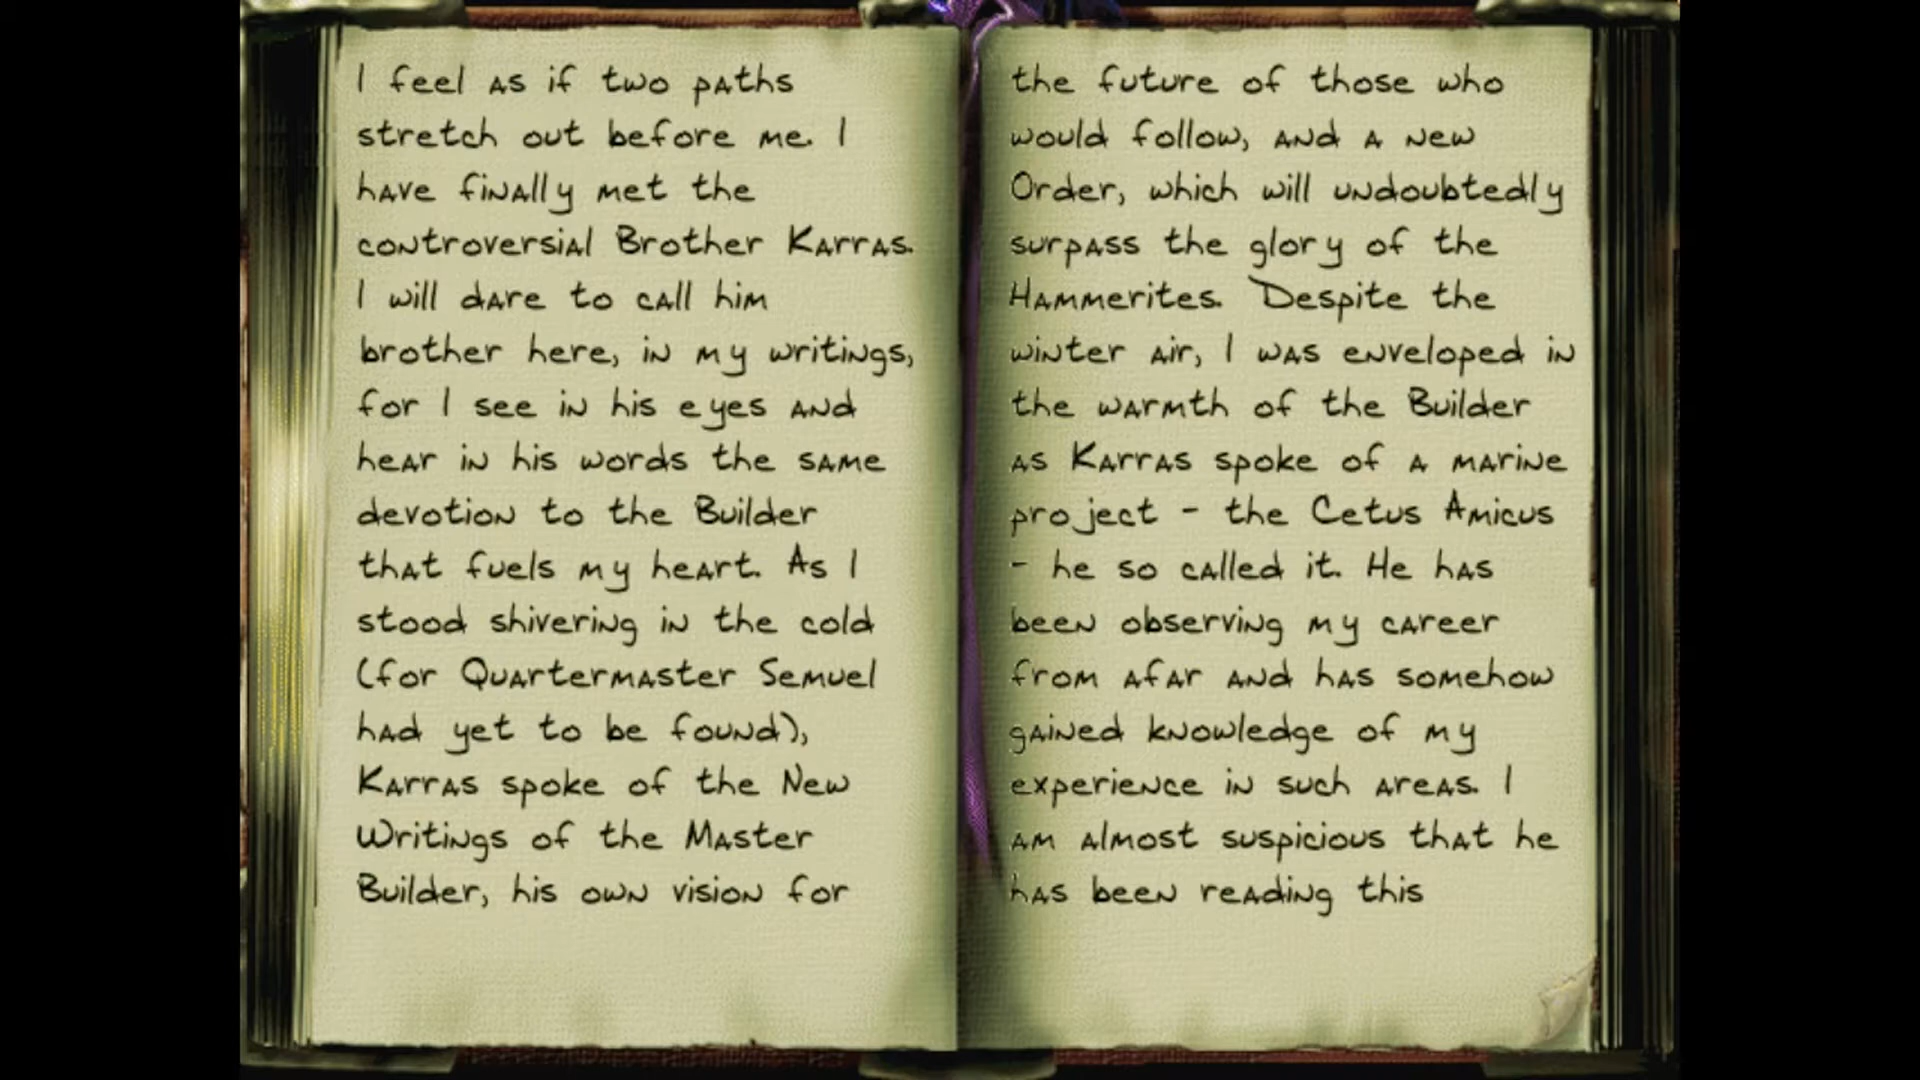 I feel as if two paths
stretch out before me. I
have finally met the
controversial Brother Karras.
I will dare to call him
brother here, in my writings,
for I see in his eyes and
hear in his words the same
devotion to the Builder
that fuels my heart. As I
stood shivering in the cold
(for Quartermaster Semuel
had yet to be found),
Karras spoke of the New
Writings of the Master
Builder, his own vision for
the future of those who
would follow, and a new
Order, which will undoubtedly
surpass the glory of the
Hammerites. Despite the
winter air, I was enveloped in
the warmth of the Builder
as Karras spoke of a marine
project - the Cetus Amicus
- he so called it. He has
been observing my career
from afar and has somehow
gained knowledge of my
experience in such areas. I
am almost suspicious that he
has been reading this